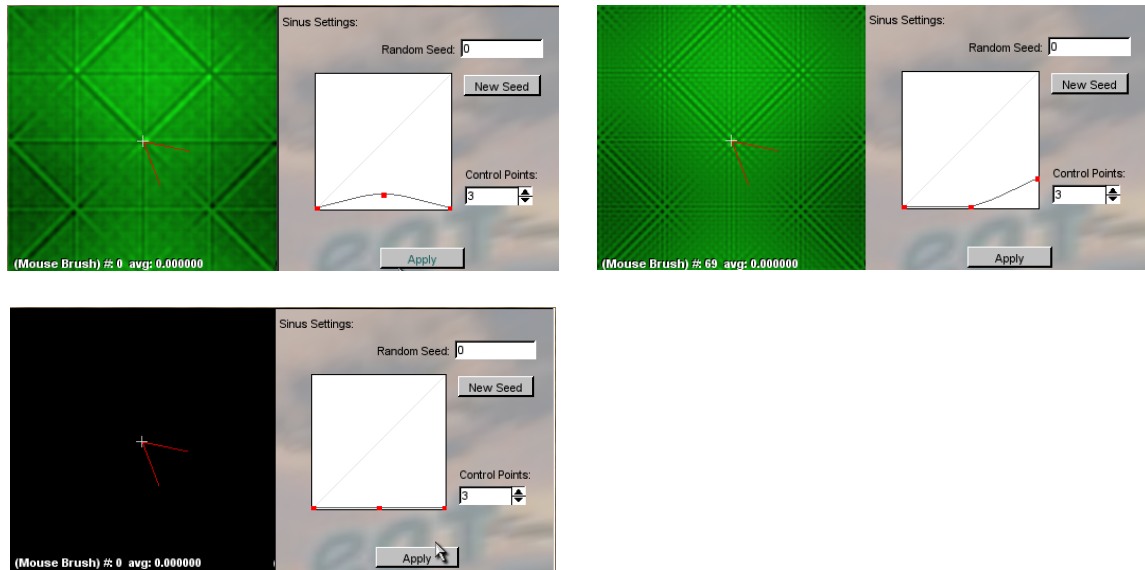 Sinus Settings:
Random Seed: 0
New Seed
Control Points:
3
Apply
(Mouse Brush) #: 0 avg: 0.000000
Sinus Settings:
Random Seed: 0
New Seed
Control Points:
3
Apply
(Mouse Brush) #: 69 avg: 0.000000
Sinus Settings:
Random Seed: 0
New Seed
Control Points:
3
Apply
(Mouse Brush) #: 0 avg: 0.000000